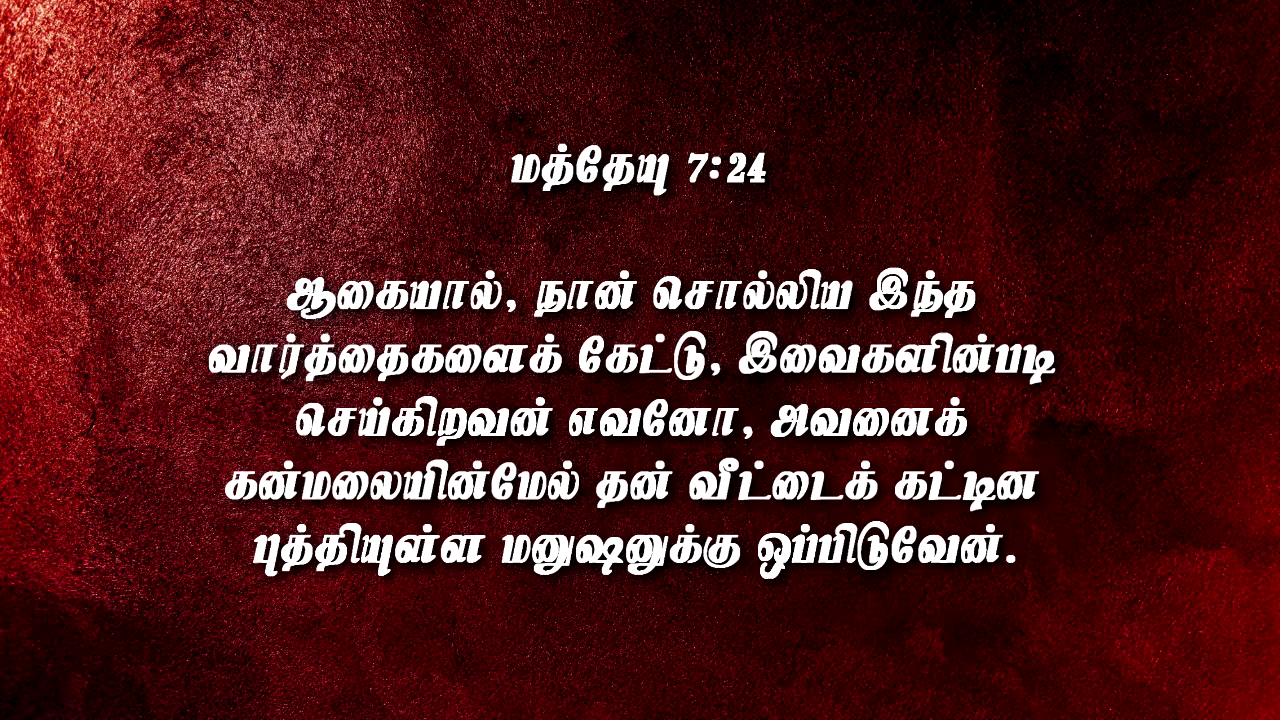 மத்தேயு 7:24
ஆகையால், நான் சொல்லிய இந்த
வார்த்தைகளைக் கேட்டு, இவைகளின்படி
செய்கிறவன் எவனோ, அவனைக்
கன்மலையின்மேல் தன் வீட்டைக் கட்டின
புத்தியுள்ள மனுஷனுக்கு ஒப்பிடுவேன்.